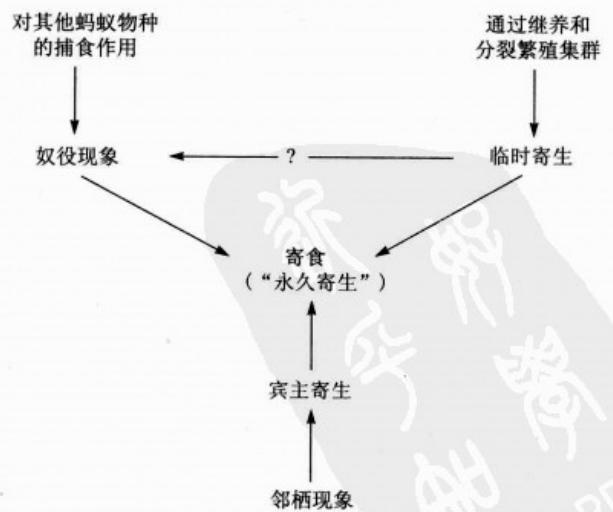 对其他蚂蚁物种
的捕食作用
通过继养和
分裂繁殖集群
奴役现象
?
临时寄生
寄食
(“永久寄生”)
宾主寄生
邻栖现象